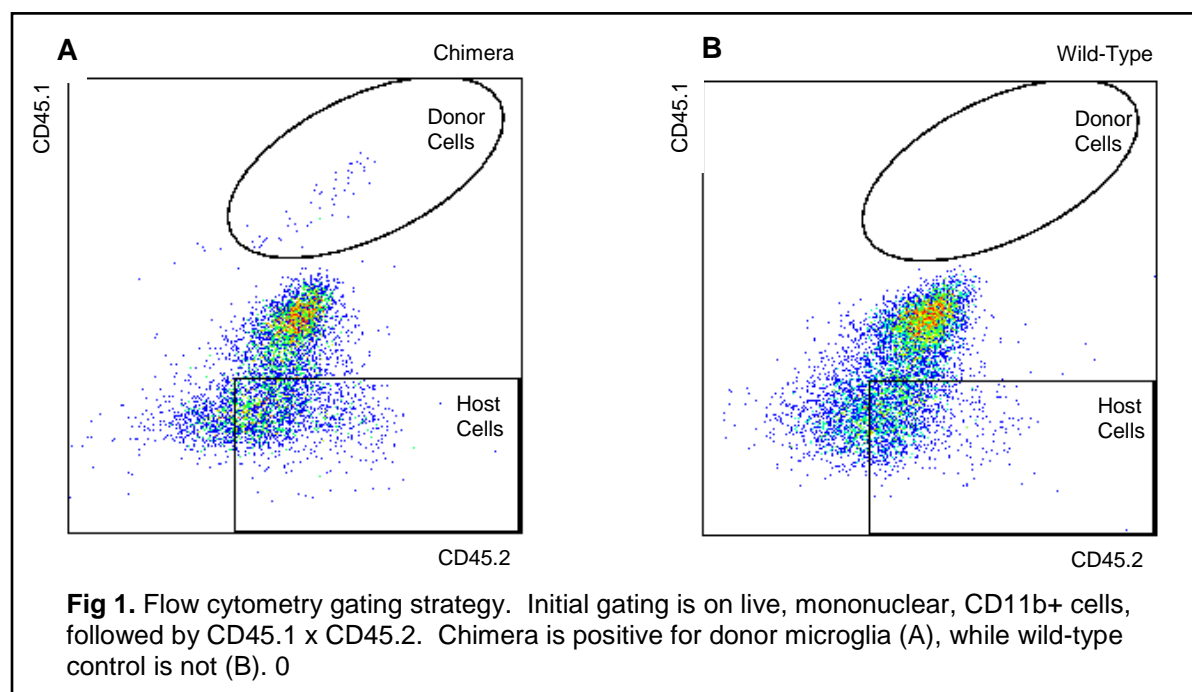 A
Chimera
CD45.1
Donor
Cells
Host
Cells
CD45.2
B
Wild-Type
CD45.1
Donor
Cells
Host
Cells
CD45.2
Fig 1. Flow cytometry gating strategy.  Initial gating is on live, mononuclear, CD11b+ cells,
followed by CD45.1 x CD45.2.  Chimera is positive for donor microglia (A), while wild-type
control is not (B). 0